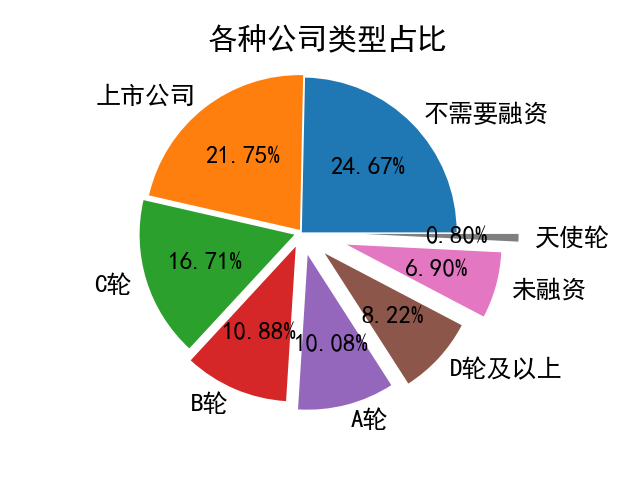 各种公司类型占比
上市公司
不需要融资
21.75%
24.67%
天使轮
0.80%
C轮
16.71%
6.90%
未融资
B轮
10.88%
10.08%
8.22%
D轮及以上
A轮